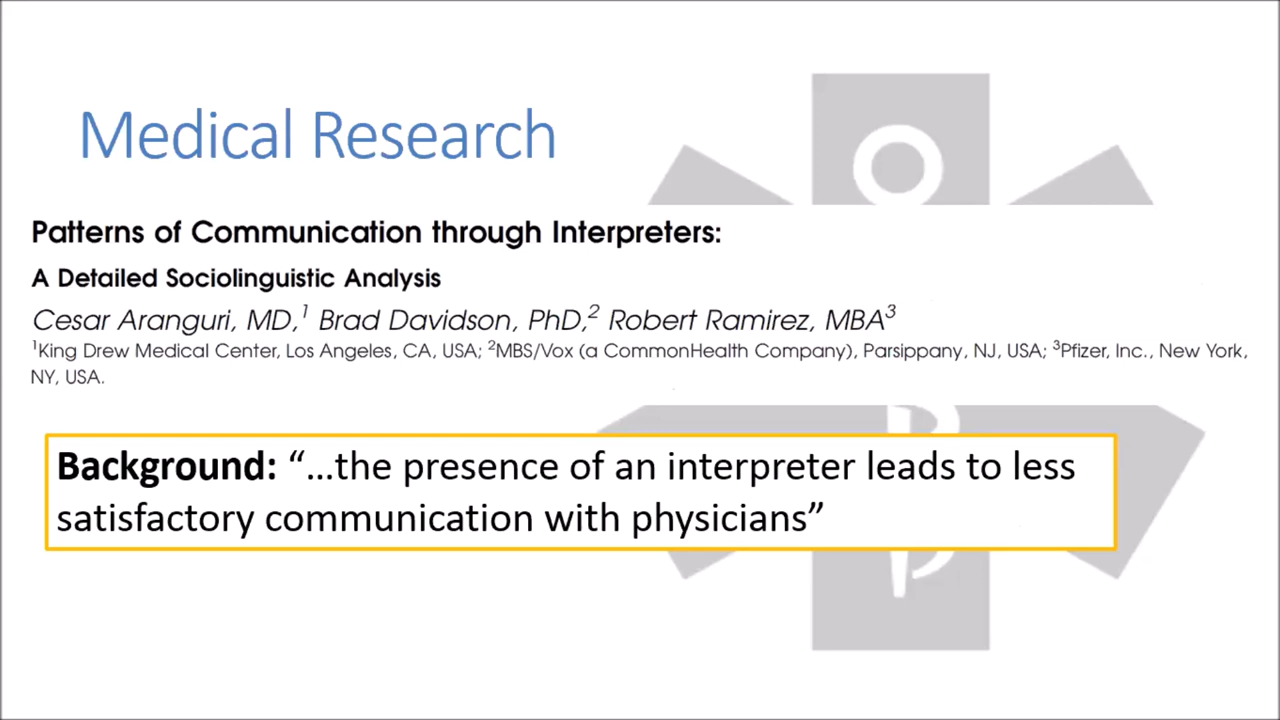 Medical Research
Patterns of Communication through Interpreters:
A Detailed Sociolinguistic Analysis
Cesar Aranguri, MD,¹ Brad Davidson, PhD,² Robert Ramirez, MBA³
¹King Drew Medical Center, Los Angeles, CA, USA; ²MBS/Vox (a CommonHealth Company), Parsippany, NJ, USA; ³Pfizer, Inc., New York,
NY, USA.
Background: “...the presence of an interpreter leads to less
satisfactory communication with physicians”